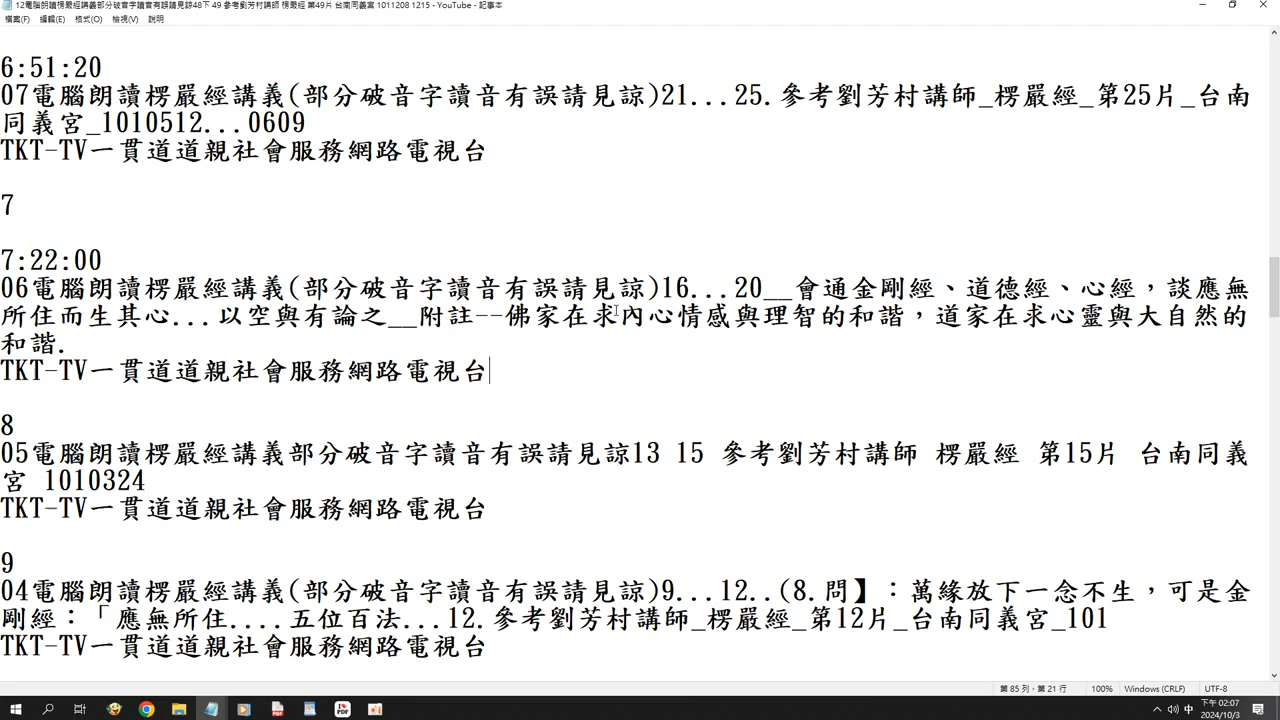 12電腦朗讀楞嚴經講義部分破音字讀音有誤請見諒48下 49 參考劉芳村講師 楞嚴經 第49片 台南同義宮 1011208 1215 - YouTube - 記事本
檔案(F) 編輯(E) 格式(O) 檢視(V) 說明
6:51:20
07電腦朗讀楞嚴經講義(部分破音字讀音有誤請見諒)21...25.參考劉芳村講師_楞嚴經_第25片_台南
同義宮_1010512...0609
TKT-TV一貫道道親社會服務網路電視台
7
7:22:00
06電腦朗讀楞嚴經講義(部分破音字讀音有誤請見諒)16...20__會通金剛經、道德經、心經，談應無
所住而生其心...以空與有論之__附註--佛家在求內心情感與理智的和諧，道家在求心靈與大自然的
和諧.
TKT-TV一貫道道親社會服務網路電視台
8
05電腦朗讀楞嚴經講義部分破音字讀音有誤請見諒13 15 參考劉芳村講師 楞嚴經 第15片 台南同義
宮 1010324
TKT-TV一貫道道親社會服務網路電視台
9
04電腦朗讀楞嚴經講義(部分破音字讀音有誤請見諒)9...12..(8.問】：萬緣放下一念不生，可是金
剛經：「應無所住....五位百法...12.參考劉芳村講師_楞嚴經_第12片_台南同義宮_101
TKT-TV一貫道道親社會服務網路電視台
第 85 列，第 21 行 100% Windows (CRLF) UTF-8
中 下午 02:07
2024/10/3